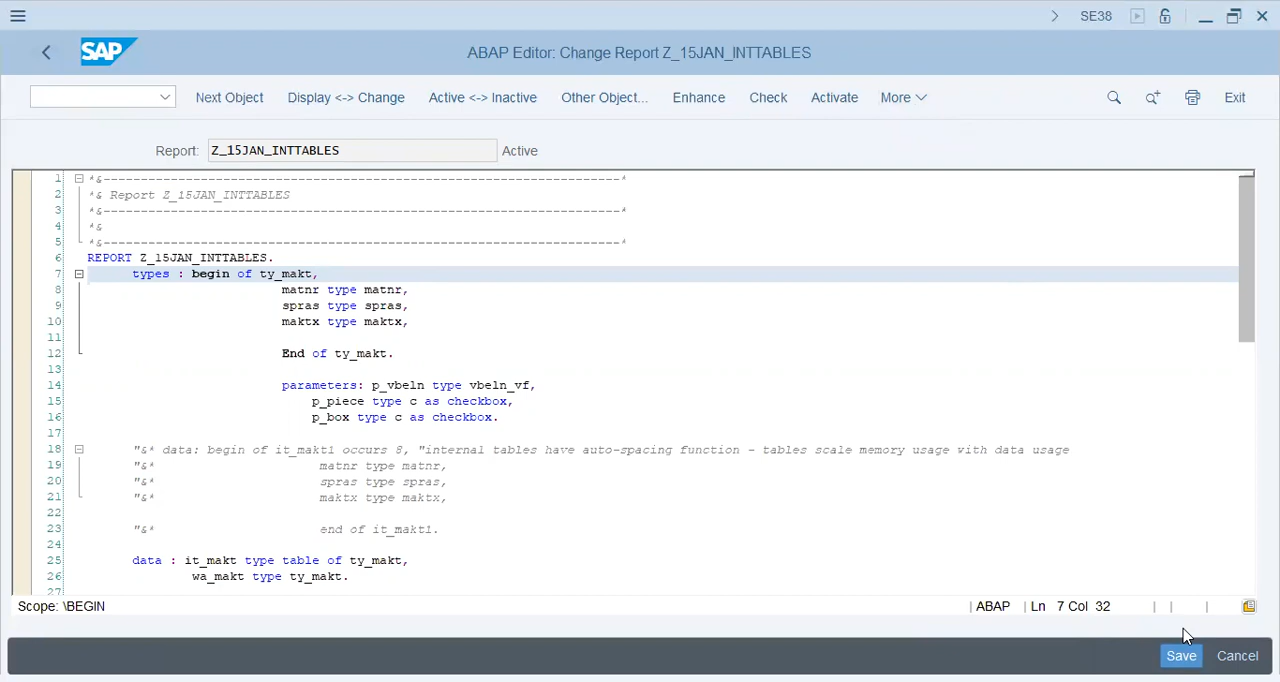 SE38
SAP ABAP Editor: Change Report Z_15JAN_INTTABLES
Next Object Display <-> Change Active <-> Inactive Other Object... Enhance Check Activate More Exit
Report: Z_15JAN_INTTABLES Active
1 *&---------------------------------------------------------------------*
2 *& Report Z_15JAN_INTTABLES
3 *&---------------------------------------------------------------------*
4 *&
5 *&---------------------------------------------------------------------*
6 REPORT Z_15JAN_INTTABLES.
7 types : begin of ty_makt,
8 matnr type matnr,
9 spras type spras,
10 maktx type maktx,
11
12 End of ty_makt.
13
14 parameters: p_vbeln type vbeln_vf,
15 p_piece type c as checkbox,
16 p_box type c as checkbox.
17
18 "&* data: begin of it_makt1 occurs 8, "internal tables have auto-spacing function - tables scale memory usage with data usage
19 "&* matnr type matnr,
20 "&* spras type spras,
21 "&* maktx type maktx,
22
23 "&* end of it_makt1.
24
25 data : it_makt type table of ty_makt,
26 wa_makt type ty_makt.
27
Scope: \BEGIN | ABAP | Ln 7 Col 32 | | |
Save Cancel